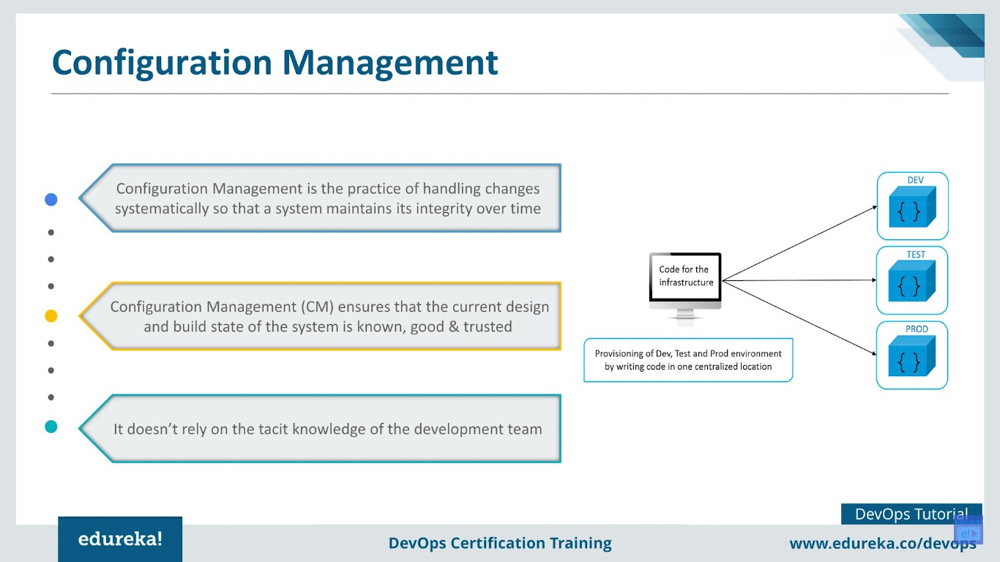 Configuration Management
Configuration Management is the practice of handling changes
systematically so that a system maintains its integrity over time
Configuration Management (CM) ensures that the current design
and build state of the system is known, good & trusted
It doesn’t rely on the tacit knowledge of the development team
Code for the
infrastructure
Provisioning of Dev, Test and Prod environment
by writing code in one centralized location
DEV
{ }
TEST
{ }
PROD
{ }
DevOps Tutorial
edureka!
DevOps Certification Training
www.edureka.co/devops
e!